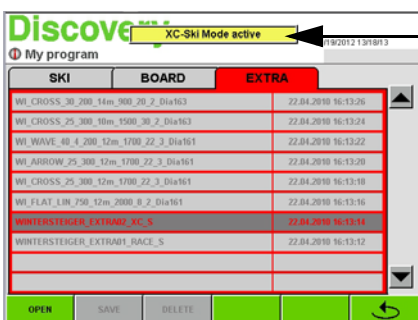 Discovery
XC-Ski Mode active
/19/2012 13/18/13
My program
SKI BOARD EXTRA
WI_CROSS_30_200_14m_900_20_2_Dia163 22.04.2010 16:13:26
WI_CROSS_25_300_10m_1500_30_2_Dia163 22.04.2010 16:13:24
WI_WAVE_40_4_200_12m_1700_22_3_Dia161 22.04.2010 16:13:22
WI_ARROW_25_300_12m_1700_22_3_Dia161 22.04.2010 16:13:20
WI_CROSS_25_300_12m_1700_22_3_Dia161 22.04.2010 16:13:18
WI_FLAT_LIN_750_12m_2000_8_2_Dia161 22.04.2010 16:13:16
WINTERSTEIGER_EXTRA02_XC_S 22.04.2010 16:13:14
WINTERSTEIGER_EXTRA01_RACE_S 22.04.2010 16:13:12
OPEN SAVE DELETE